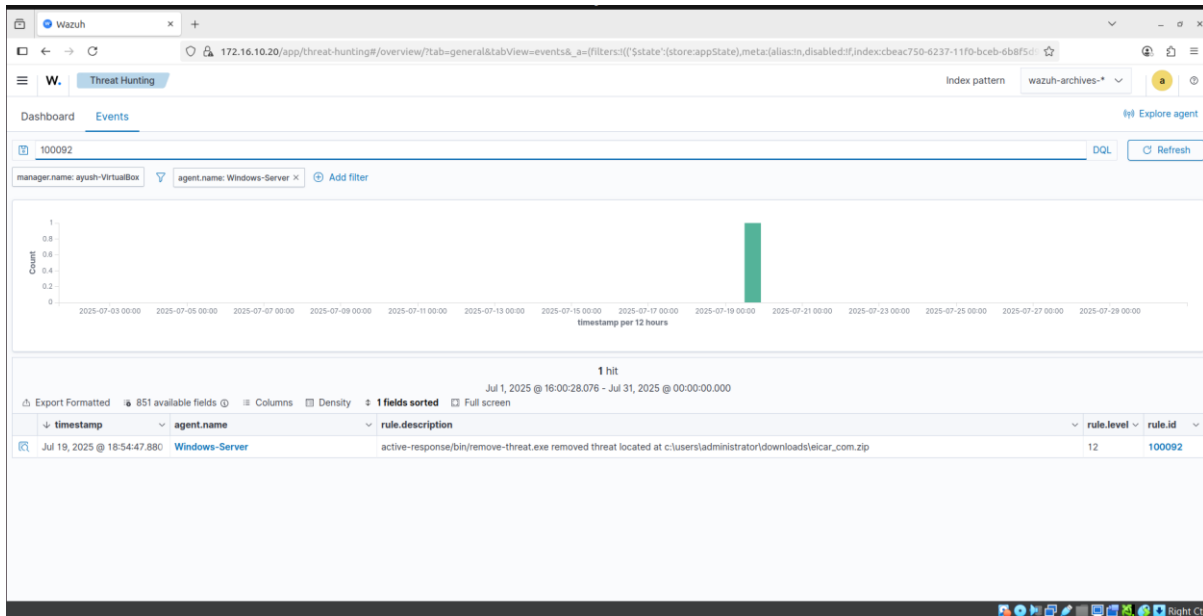 Wazuh
172.16.10.20/app/threat-hunting#/overview/?tab=general&tabView=events&_a=(filters:!(('$state':(store:appState),meta:(alias:!n,disabled:!f,index:cbeac750-6237-11f0-bceb-6b8f5d
W. Threat Hunting Index pattern wazuh-archives-* a
Dashboard Events Explore agent
100092 DQL Refresh
manager.name: ayush-VirtualBox agent.name: Windows-Server × Add filter
1
0.8
0.6
0.4
0.2
0
Count
2025-07-03 00:00 2025-07-05 00:00 2025-07-07 00:00 2025-07-09 00:00 2025-07-11 00:00 2025-07-13 00:00 2025-07-15 00:00 2025-07-17 00:00 2025-07-19 00:00 2025-07-21 00:00 2025-07-23 00:00 2025-07-25 00:00 2025-07-27 00:00 2025-07-29 00:00
timestamp per 12 hours
1 hit
Jul 1, 2025 @ 16:00:28.076 - Jul 31, 2025 @ 00:00:00.000
Export Formatted 851 available fields Columns Density 1 fields sorted Full screen
timestamp agent.name rule.description rule.level rule.id
Jul 19, 2025 @ 18:54:47.880 Windows-Server active-response/bin/remove-threat.exe removed threat located at c:\users\administrator\downloads\eicar_com.zip 12 100092
Right